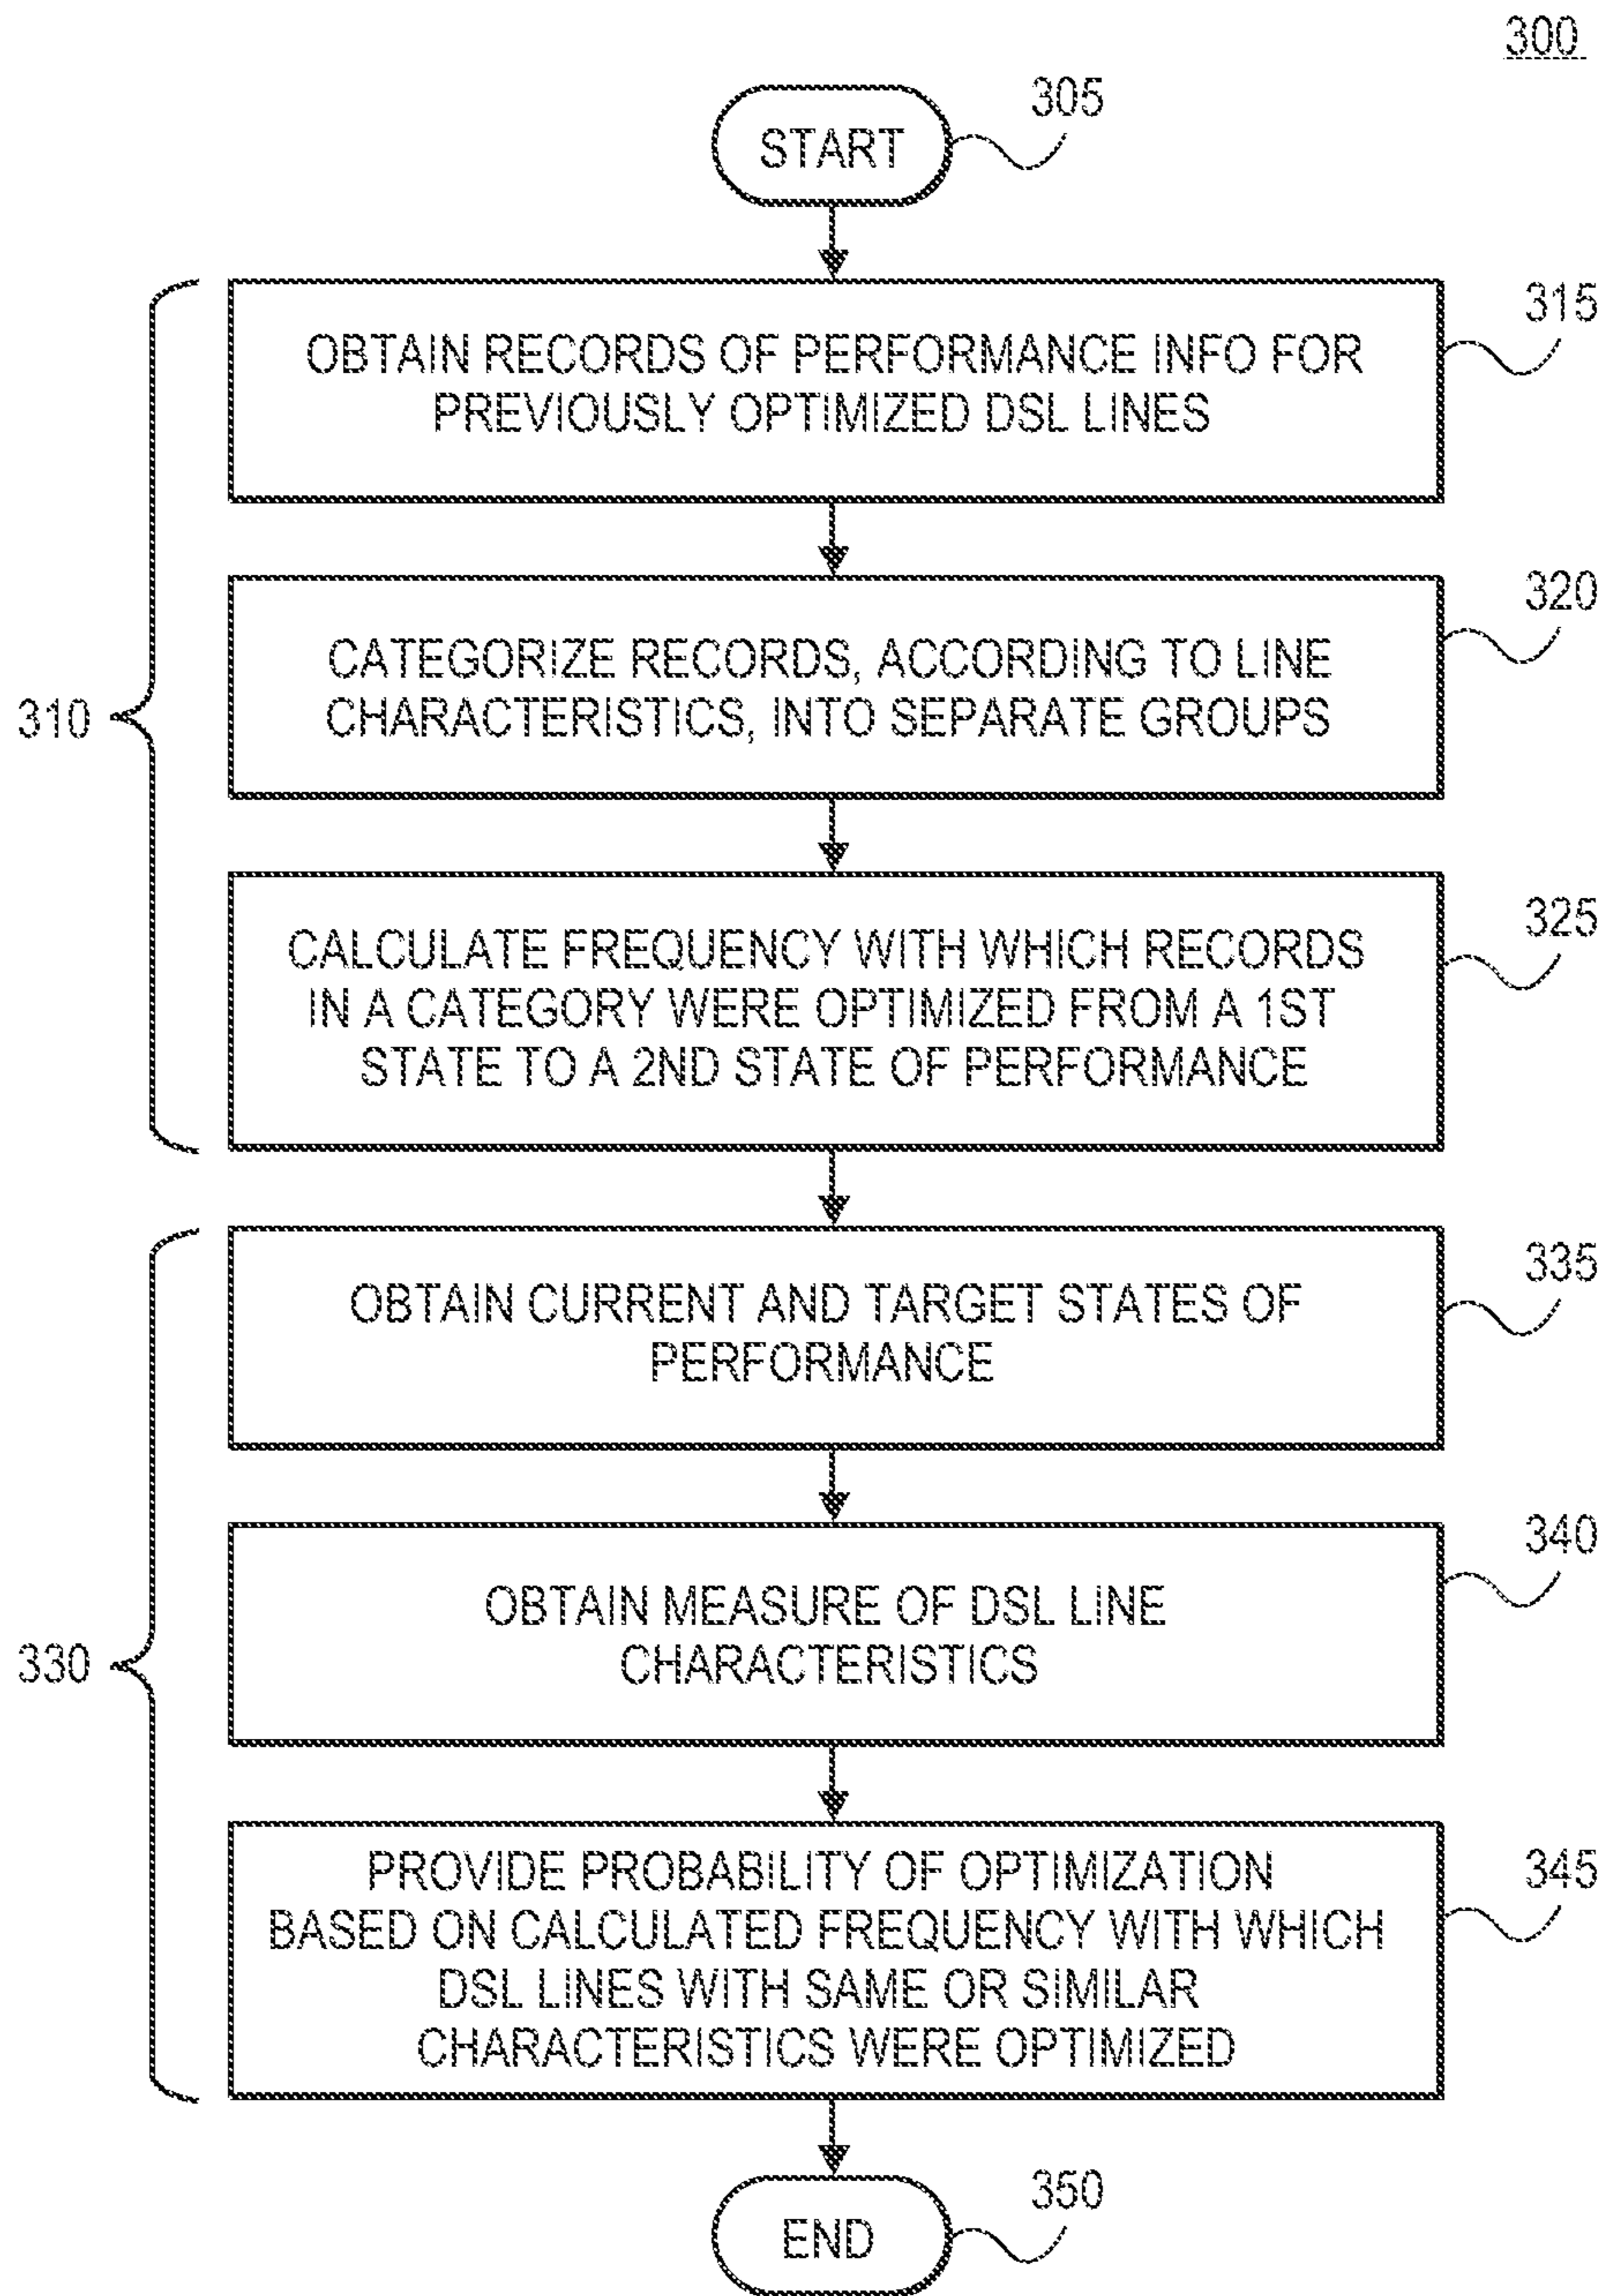 300
START
305
OBTAIN RECORDS OF PERFORMANCE INFO FOR
PREVIOUSLY OPTIMIZED DSL LINES
315
CATEGORIZE RECORDS, ACCORDING TO LINE
CHARACTERISTICS, INTO SEPARATE GROUPS
320
310
CALCULATE FREQUENCY WITH WHICH RECORDS
IN A CATEGORY WERE OPTIMIZED FROM A 1ST
STATE TO A 2ND STATE OF PERFORMANCE
325
OBTAIN CURRENT AND TARGET STATES OF
PERFORMANCE
335
OBTAIN MEASURE OF DSL LINE
CHARACTERISTICS
340
330
PROVIDE PROBABILITY OF OPTIMIZATION
BASED ON CALCULATED FREQUENCY WITH WHICH
DSL LINES WITH SAME OR SIMILAR
CHARACTERISTICS WERE OPTIMIZED
345
END
350